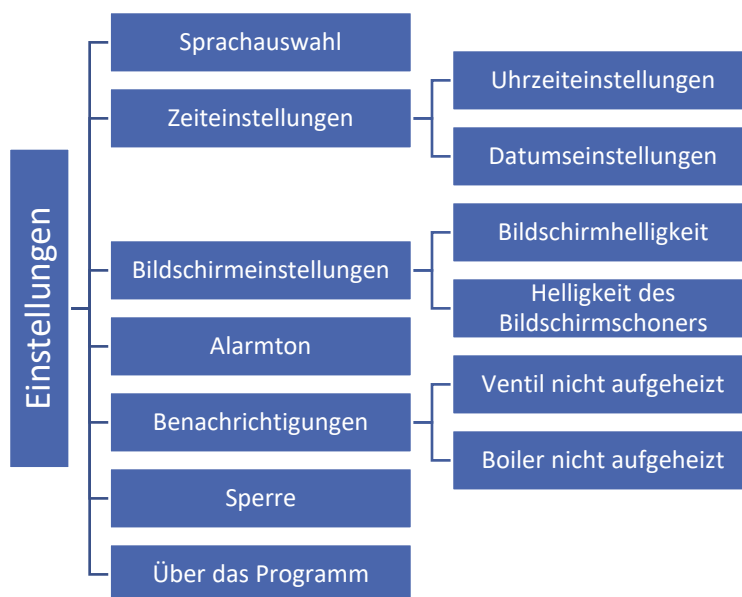 Einstellungen
Sprachauswahl
Zeiteinstellungen
Uhrzeiteinstellungen
Datumseinstellungen
Bildschirmeinstellungen
Bildschirmhelligkeit
Helligkeit des
Bildschirmschoners
Alarmton
Benachrichtigungen
Ventil nicht aufgeheizt
Boiler nicht aufgeheizt
Sperre
Über das Programm